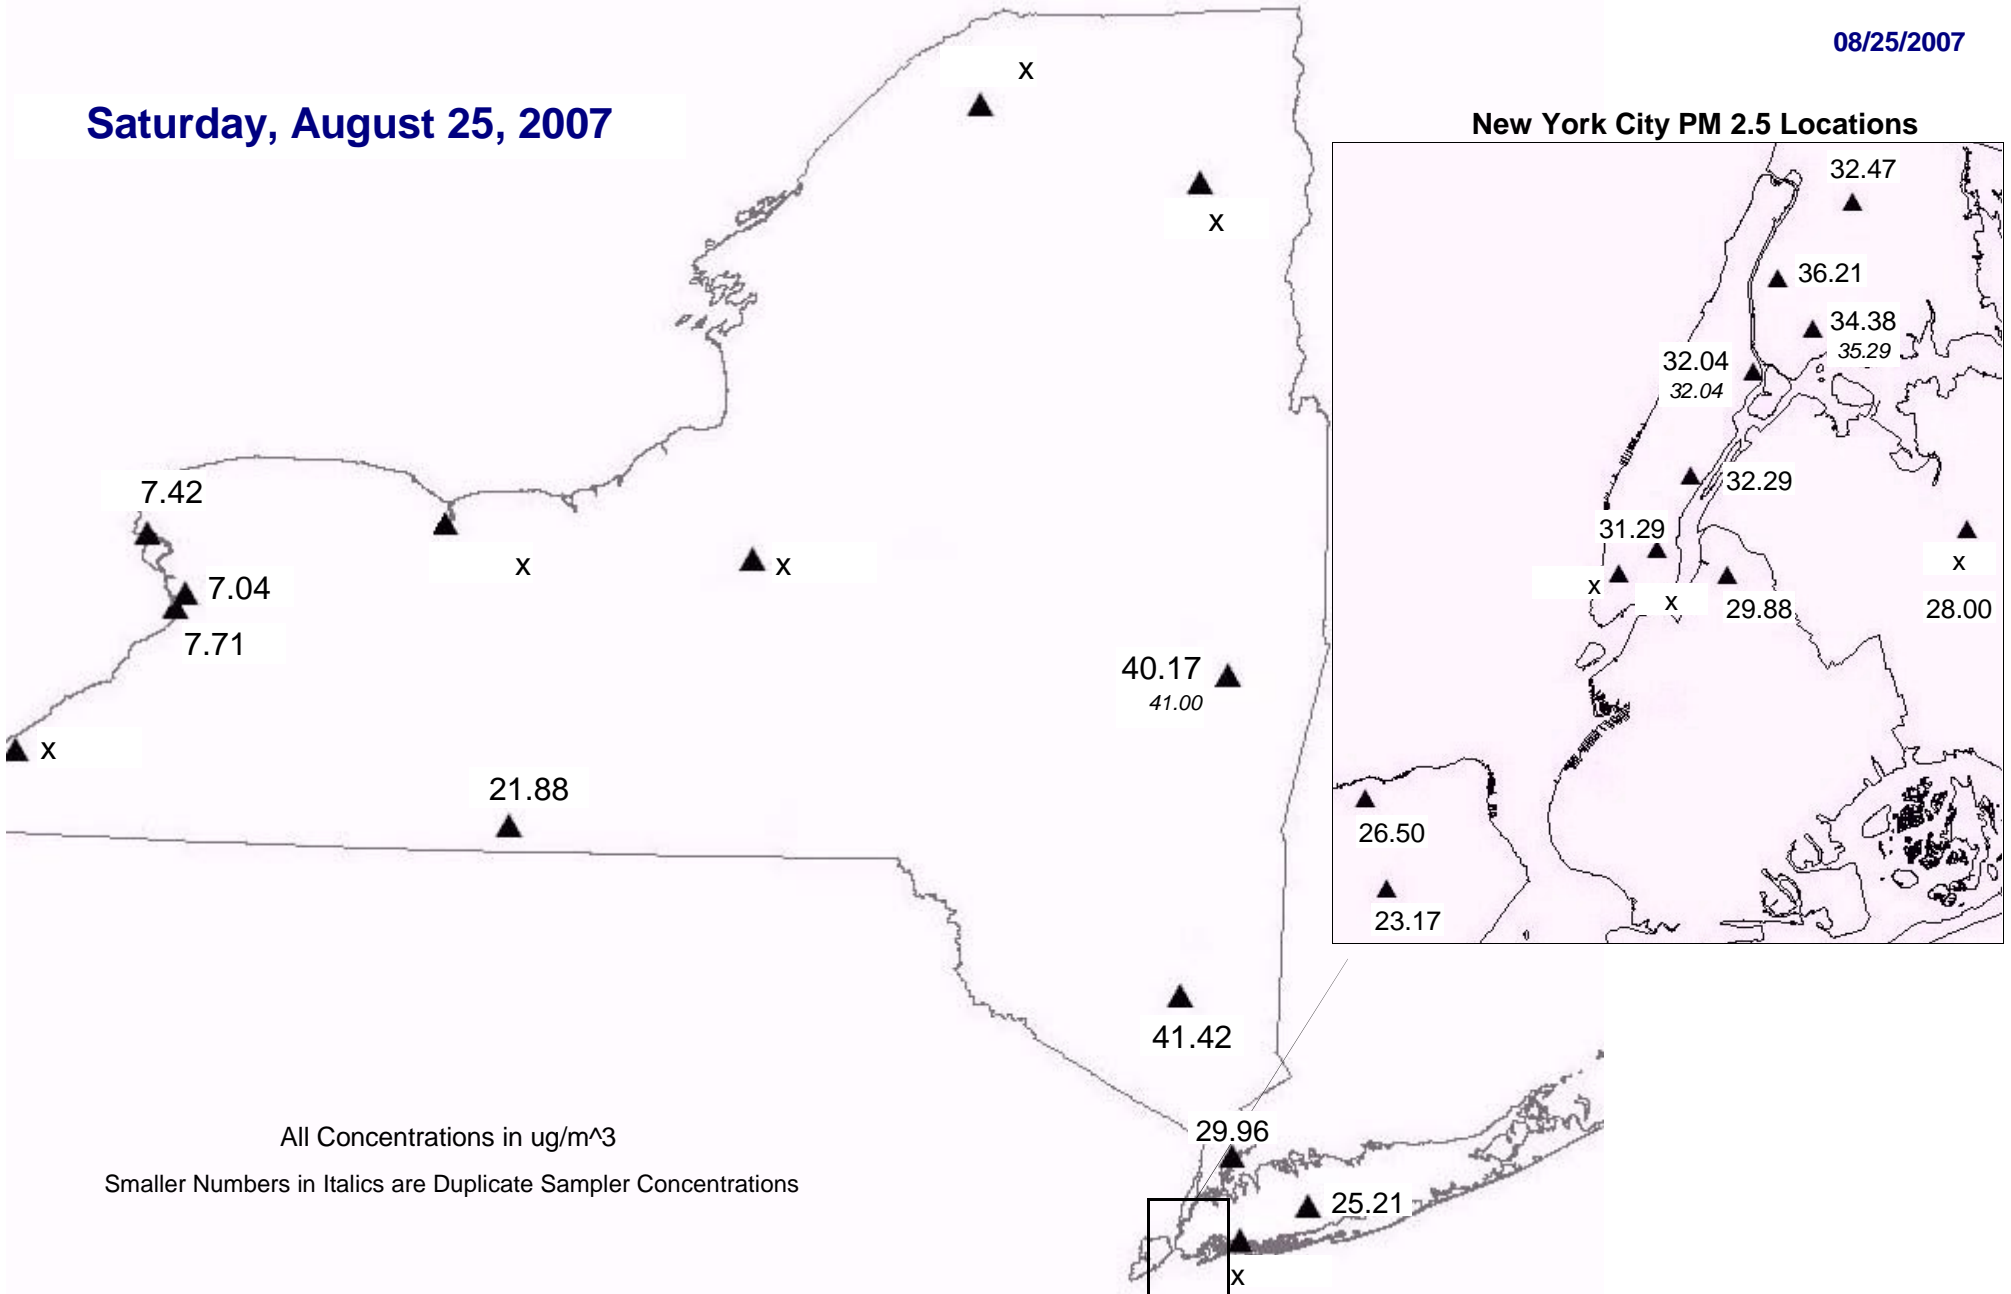 08/25/2007
Saturday, August 25, 2007
x
x
7.42
7.04
7.71
x
x
x
21.88
40.17
41.00
41.42
29.96
25.21
x
All Concentrations in ug/m^3
Smaller Numbers in Italics are Duplicate Sampler Concentrations
New York City PM 2.5 Locations
32.47
36.21
34.38
35.29
32.04
32.04
32.29
31.29
x
x
29.88
x
28.00
26.50
23.17